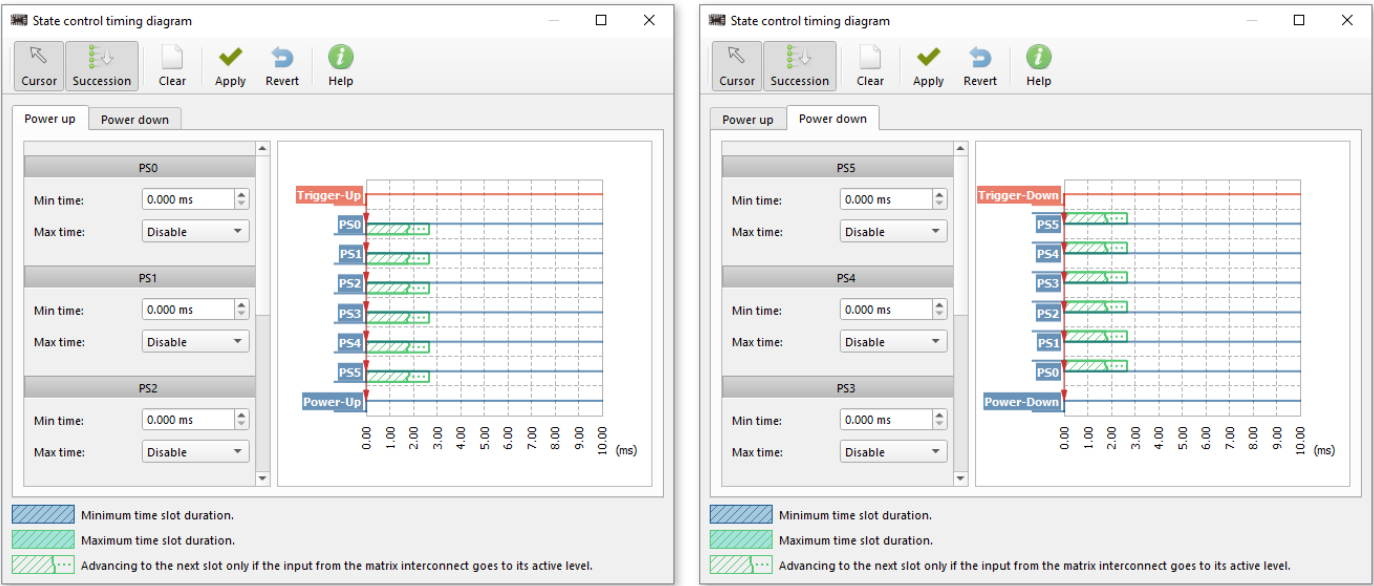 State control timing diagram
Cursor Succession Clear Apply Revert Help
Power up Power down
PS0
Min time: 0.000 ms
Max time: Disable
PS1
Min time: 0.000 ms
Max time: Disable
PS2
Min time: 0.000 ms
Max time: Disable
Trigger-Up
PS0
PS1
PS2
PS3
PS4
PS5
Power-Up
0.00 1.00 2.00 3.00 4.00 5.00 6.00 7.00 8.00 9.00 10.00 (ms)
Minimum time slot duration.
Maximum time slot duration.
Advancing to the next slot only if the input from the matrix interconnect goes to its active level.
State control timing diagram
Cursor Succession Clear Apply Revert Help
Power up Power down
PS5
Min time: 0.000 ms
Max time: Disable
PS4
Min time: 0.000 ms
Max time: Disable
PS3
Min time: 0.000 ms
Max time: Disable
Trigger-Down
PS5
PS4
PS3
PS2
PS1
PS0
Power-Down
0.00 1.00 2.00 3.00 4.00 5.00 6.00 7.00 8.00 9.00 10.00 (ms)
Minimum time slot duration.
Maximum time slot duration.
Advancing to the next slot only if the input from the matrix interconnect goes to its active level.